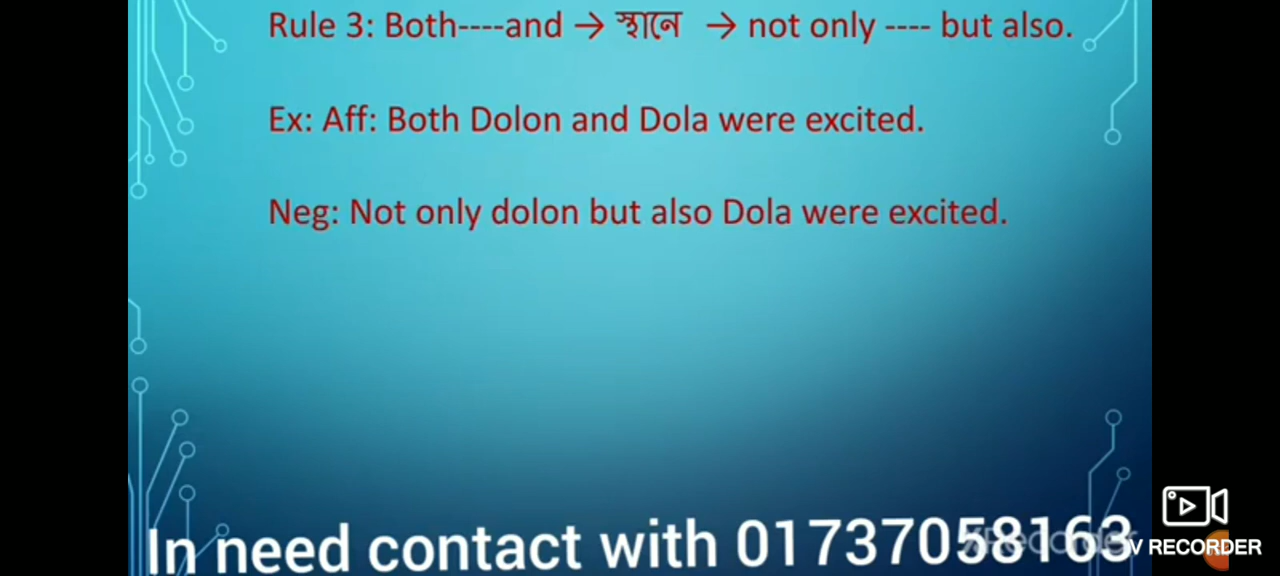 Rule 3: Both----and → স্থানে → not only ---- but also.
Ex: Aff: Both Dolon and Dola were excited.
Neg: Not only dolon but also Dola were excited.
In need contact with 01737058163
V RECORDER